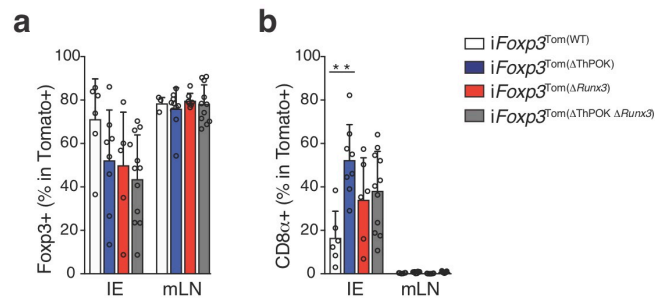 a
Foxp3+ (% in Tomato+)
100
80
60
40
20
0
IE mLN
b
CD8α+ (% in Tomato+)
100
80
60
40
20
0
**
IE mLN
iFoxp3Tom(WT)
iFoxp3Tom(ΔThPOK)
iFoxp3Tom(ΔRunx3)
iFoxp3Tom(ΔThPOK ΔRunx3)